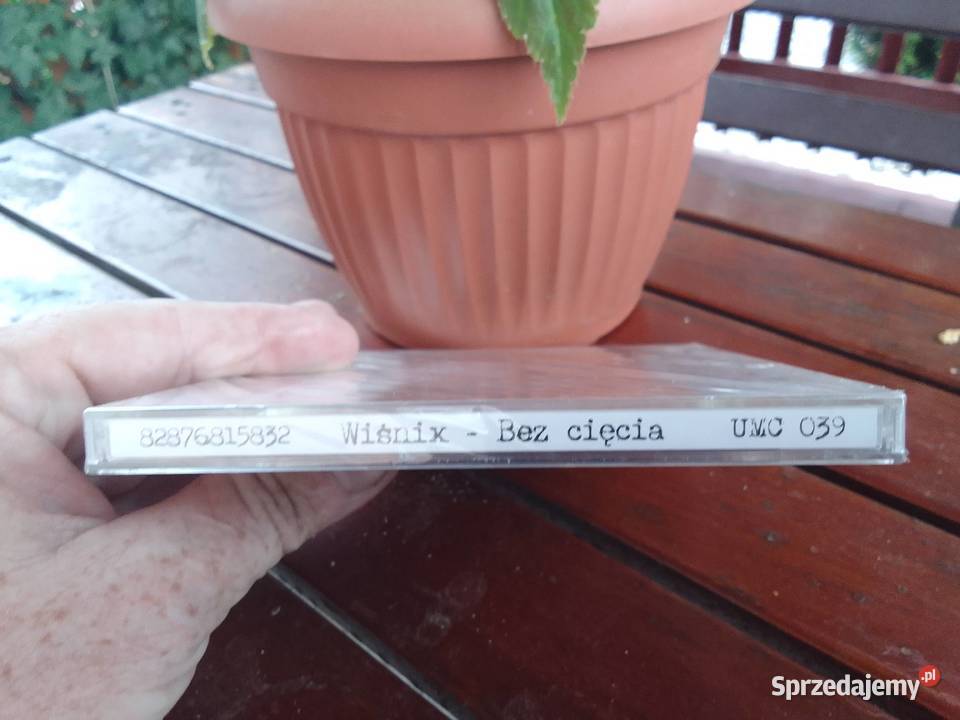 82876815832 Wiśnix - Bez cięcia UMC 039
Sprzedajemy.pl